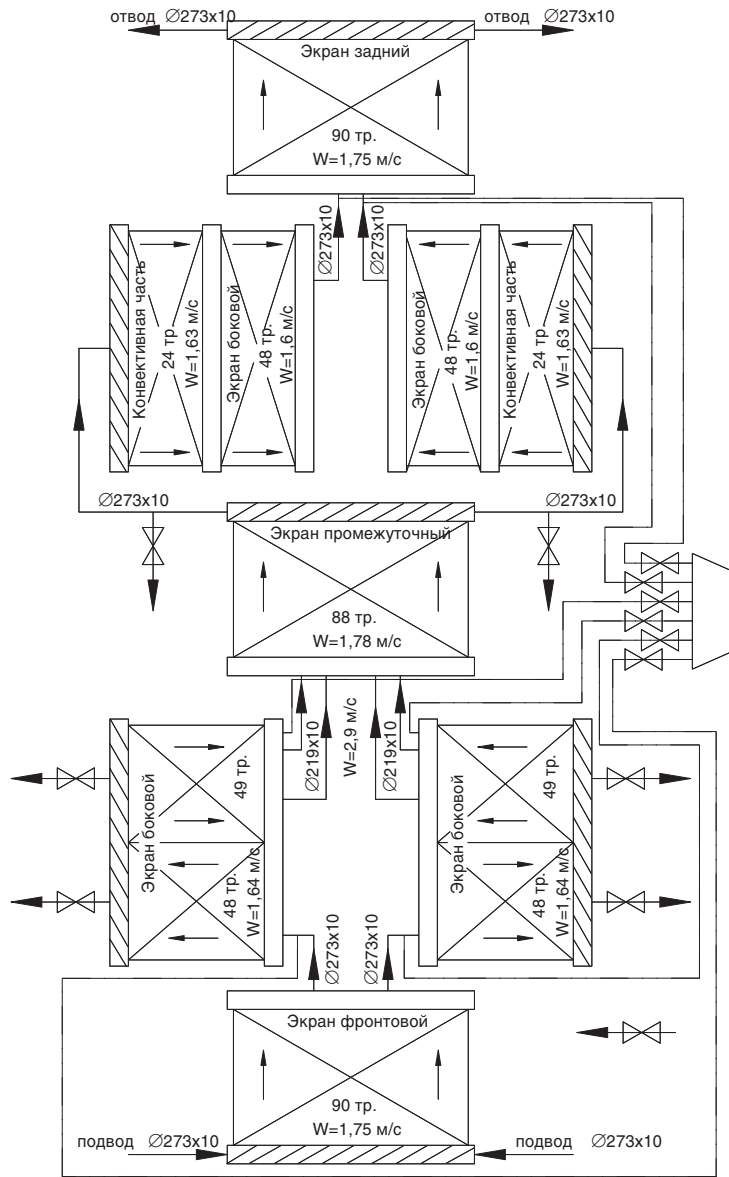 отвод ∅273x10
∅273x10
Экран задний
90 тр.
W=1,75 м/с
∅273x10
∅273x10
Конвективная часть
24 тр.
W=1,63 м/с
Экран боковой
48 тр.
W=1,6 м/с
Экран боковой
48 тр.
W=1,6 м/с
Конвективная часть
24 тр.
W=1,63 м/с
∅273x10
∅273x10
Экран промежуточный
88 тр.
W=1,78 м/с
∅219x10
W=2,9 м/с
∅219x10
Экран боковой
49 тр.
48 тр.
W=1,64 м/с
Экран боковой
49 тр.
48 тр.
W=1,64 м/с
∅273x10
∅273x10
Экран фронтовой
90 тр.
W=1,75 м/с
подвод ∅273x10
подвод ∅273x10